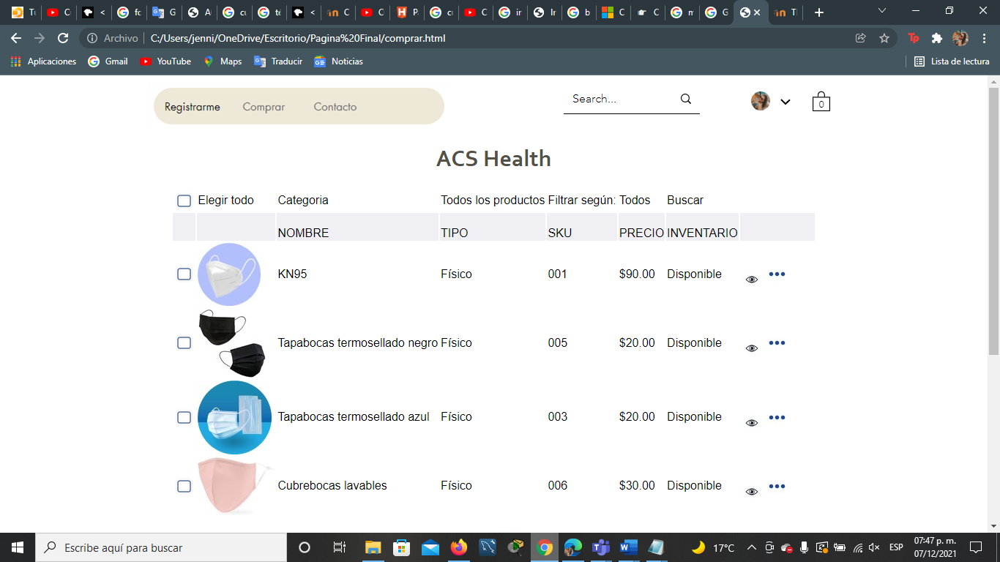 Archivo C:/Users/jenni/OneDrive/Escritorio/Pagina%20Final/comprar.html
Aplicaciones Gmail YouTube Maps Traducir Noticias Lista de lectura
Registrarme Comprar Contacto Search... 0
ACS Health
Elegir todo Categoria Todos los productos Filtrar según: Todos Buscar
NOMBRE TIPO SKU PRECIO INVENTARIO
KN95 Físico 001 $90.00 Disponible
Tapabocas termosellado negro Físico 005 $20.00 Disponible
Tapabocas termosellado azul Físico 003 $20.00 Disponible
Cubrebocas lavables Físico 006 $30.00 Disponible
Escribe aquí para buscar 17°C ESP 07:47 p. m.
07/12/2021